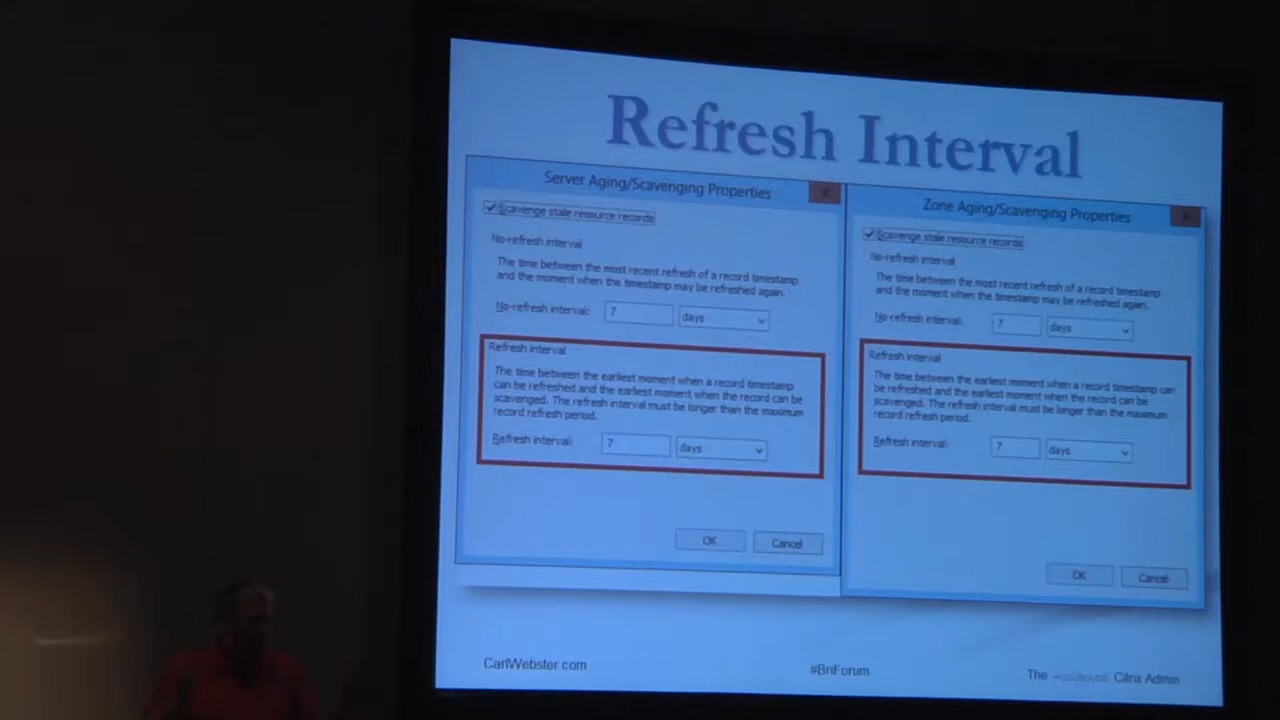 Refresh Interval
Server Aging/Scavenging Properties
Scavenge stale resource records
No-refresh interval
The time between the most recent refresh of a record timestamp
and the moment when the timestamp may be refreshed again.
No-refresh interval:
7
days
Refresh interval
The time between the earliest moment when a record timestamp
can be refreshed and the earliest moment when the record can be
scavenged. The refresh interval must be longer than the maximum
record refresh period.
Refresh interval:
7
days
OK
Cancel
Zone Aging/Scavenging Properties
Scavenge stale resource records
No-refresh interval
The time between the most recent refresh of a record timestamp
and the moment when the timestamp may be refreshed again.
No-refresh interval:
7
days
Refresh interval
The time between the earliest moment when a record timestamp can
be refreshed and the earliest moment when the record can be
scavenged. The refresh interval must be longer than the maximum
record refresh period.
Refresh interval:
7
days
OK
Cancel
CarlWebster.com
#BriForum
The Accidental Citrix Admin